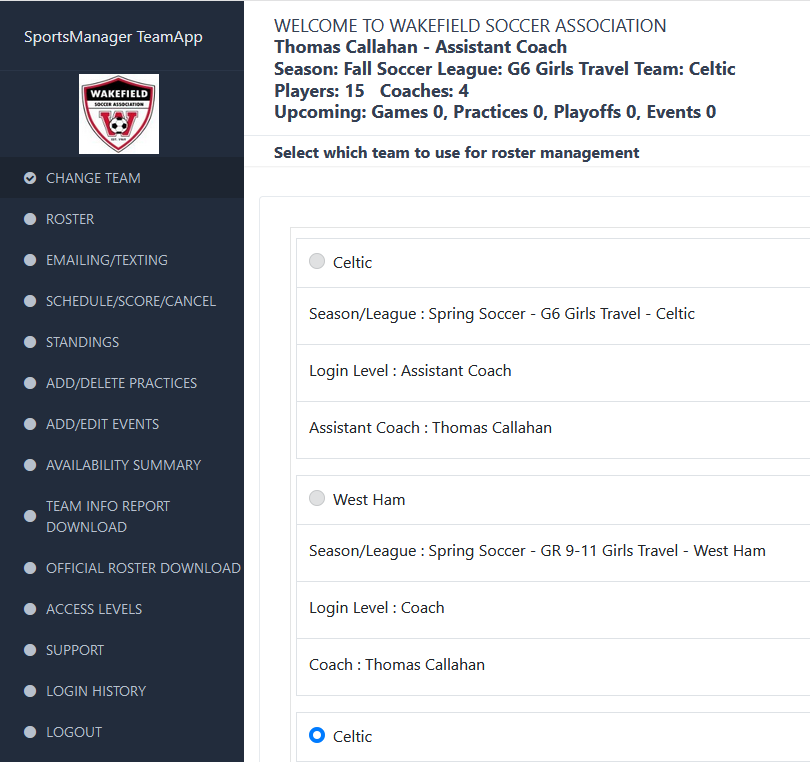 SportsManager TeamApp
WAKEFIELD
SOCCER ASSOCIATION
W
CHANGE TEAM
ROSTER
EMAILING/TEXTING
SCHEDULE/SCORE/CANCEL
STANDINGS
ADD/DELETE PRACTICES
ADD/EDIT EVENTS
AVAILABILITY SUMMARY
TEAM INFO REPORT
DOWNLOAD
OFFICIAL ROSTER DOWNLOAD
ACCESS LEVELS
SUPPORT
LOGIN HISTORY
LOGOUT
WELCOME TO WAKEFIELD SOCCER ASSOCIATION
Thomas Callahan - Assistant Coach
Season: Fall Soccer League: G6 Girls Travel Team: Celtic
Players: 15 Coaches: 4
Upcoming: Games 0, Practices 0, Playoffs 0, Events 0
Select which team to use for roster management
Celtic
Season/League : Spring Soccer - G6 Girls Travel - Celtic
Login Level : Assistant Coach
Assistant Coach : Thomas Callahan
West Ham
Season/League : Spring Soccer - GR 9-11 Girls Travel - West Ham
Login Level : Coach
Coach : Thomas Callahan
Celtic